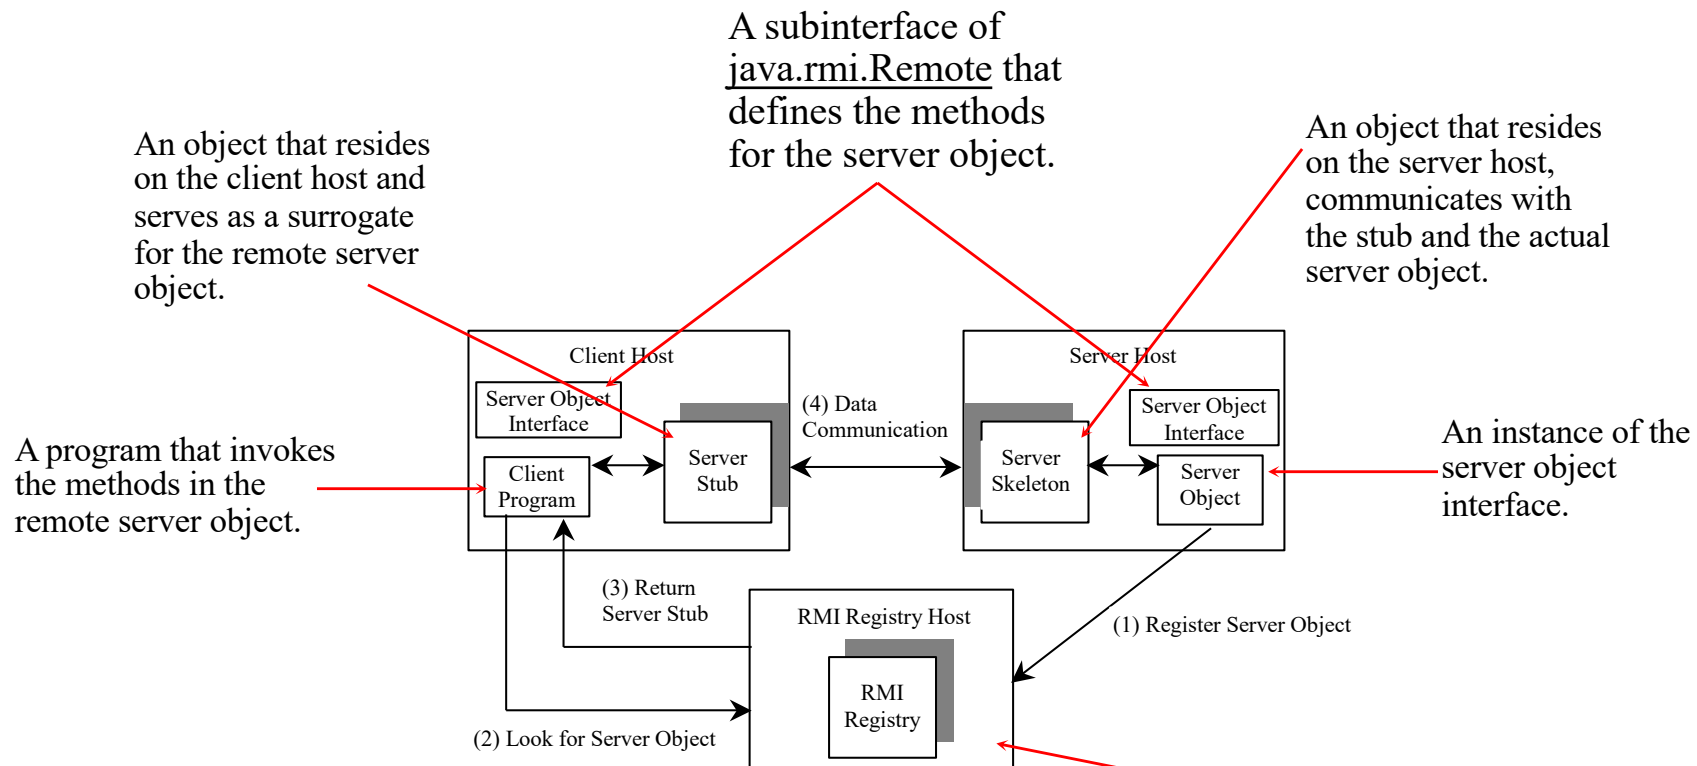 A subinterface of
java.rmi.Remote that
defines the methods
for the server object.
An object that resides
on the client host and
serves as a surrogate
for the remote server
object.
An object that resides
on the server host,
communicates with
the stub and the actual
server object.
Client Host
Server Object
Interface
Client
Program
Server
Stub
(4) Data
Communication
Server Host
Server Object
Interface
Server
Skeleton
Server
Object
A program that invokes
the methods in the
remote server object.
An instance of the
server object
interface.
(3) Return
Server Stub
RMI Registry Host
RMI
Registry
(1) Register Server Object
(2) Look for Server Object